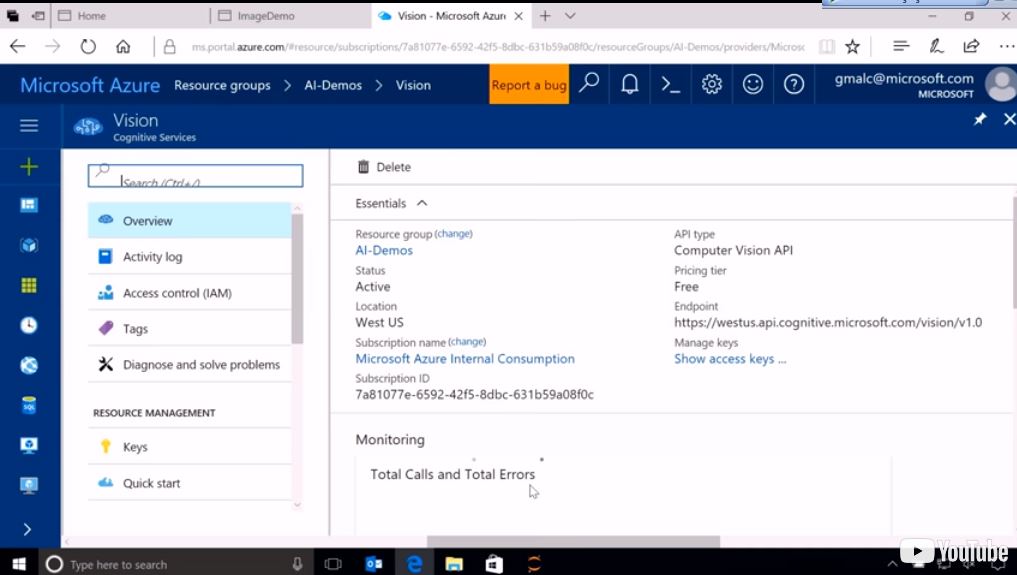 Home
ImageDemo
Vision - Microsoft Azur
ms.portal.azure.com/#resource/subscriptions/7a81077e-6592-42f5-8dbc-631b59a08f0c/resourceGroups/AI-Demos/providers/Microsc
Microsoft Azure
Resource groups > AI-Demos > Vision
Report a bug
gmalc@microsoft.com
MICROSOFT
Vision
Cognitive Services
Search (Ctrl+/)
Overview
Activity log
Access control (IAM)
Tags
Diagnose and solve problems
RESOURCE MANAGEMENT
Keys
Quick start
Delete
Essentials
Resource group (change)
AI-Demos
Status
Active
Location
West US
Subscription name (change)
Microsoft Azure Internal Consumption
Subscription ID
7a81077e-6592-42f5-8dbc-631b59a08f0c
API type
Computer Vision API
Pricing tier
Free
Endpoint
https://westus.api.cognitive.microsoft.com/vision/v1.0
Manage keys
Show access keys ...
Monitoring
Total Calls and Total Errors
Type here to search
YouTube